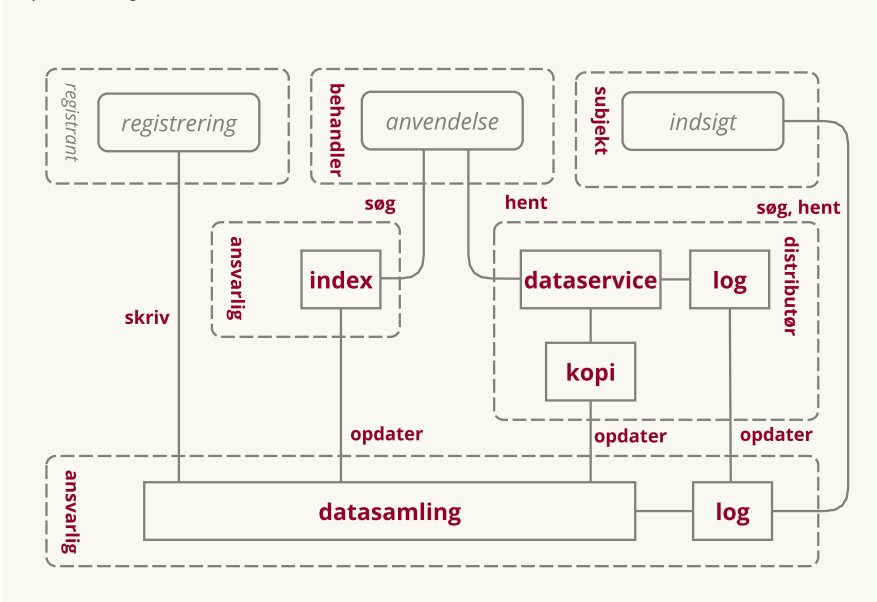 registrant
registrering
behandler
anvendelse
subjekt
indsigt
søg
hent
søg, hent
ansvarlig
index
dataservice
log
distributør
skriv
kopi
opdater
opdater
opdater
ansvarlig
datasamling
log